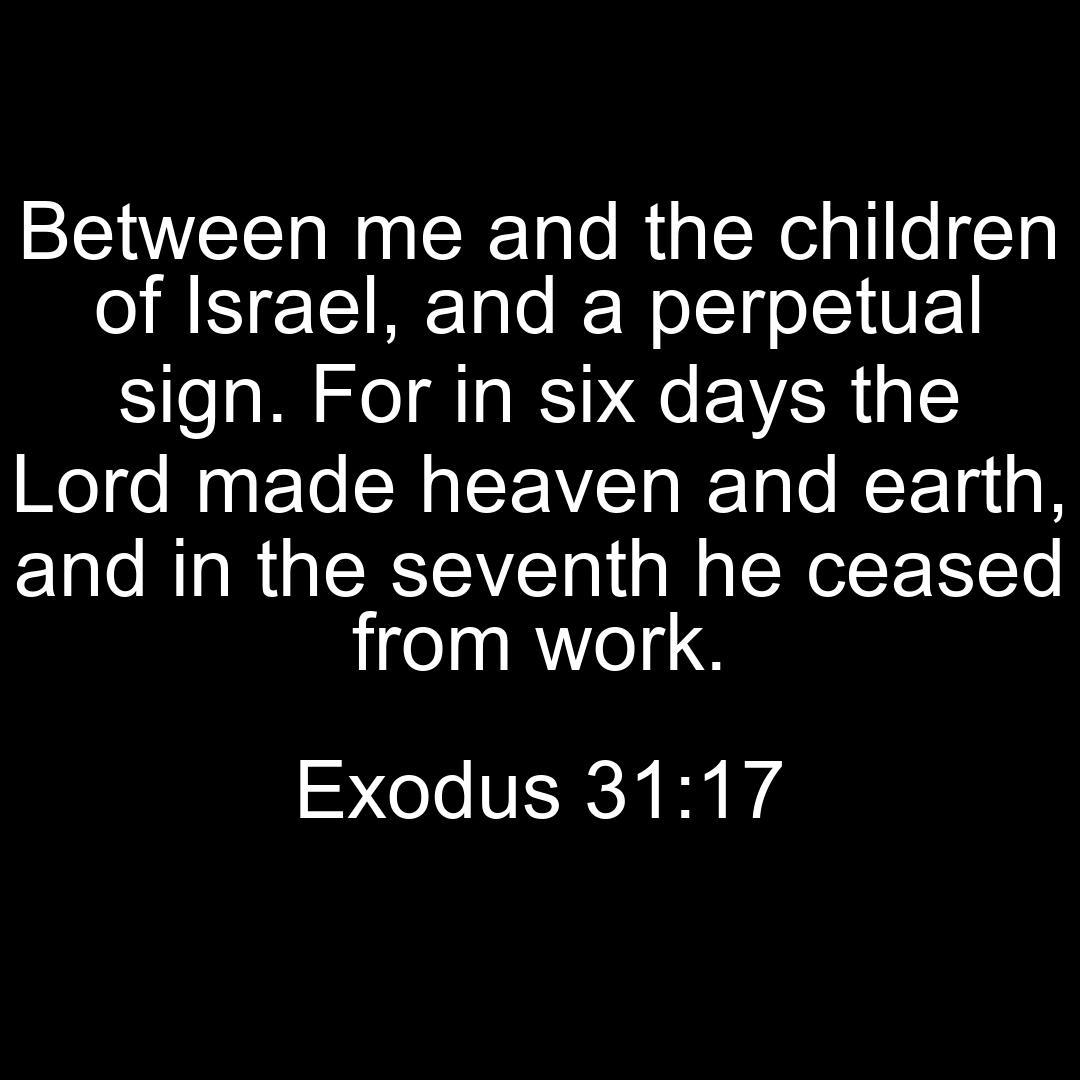 Between me and the children
of Israel, and a perpetual
sign. For in six days the
Lord made heaven and earth,
and in the seventh he ceased
from work.
Exodus 31:17